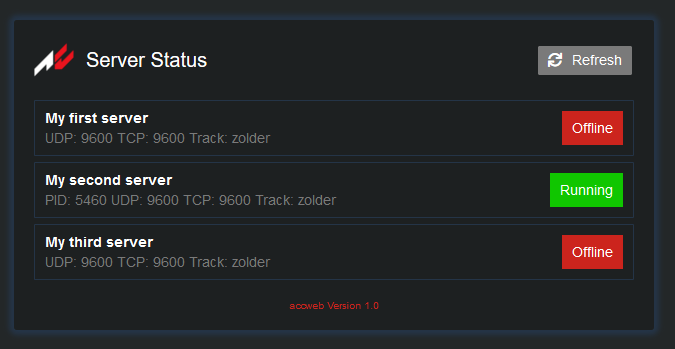 Server Status
Refresh
My first server
UDP: 9600 TCP: 9600 Track: zolder
Offline
My second server
PID: 5460 UDP: 9600 TCP: 9600 Track: zolder
Running
My third server
UDP: 9600 TCP: 9600 Track: zolder
Offline
accweb Version 1.0